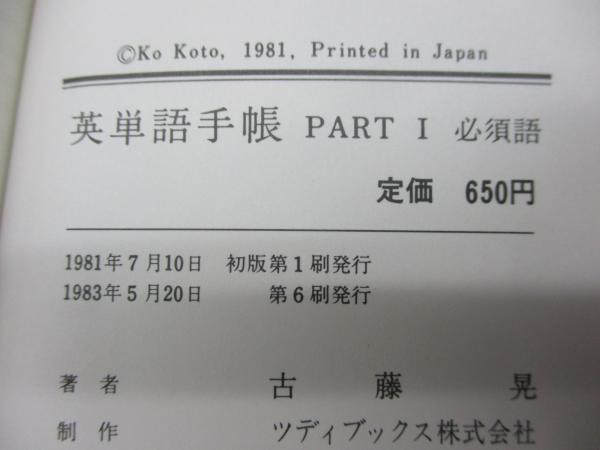 ©Ko Koto, 1981, Printed in Japan
英単語手帳 PART I 必須語
定価 650円
1981年7月10日 初版第1刷発行
1983年5月20日 第6刷発行
著者 古藤晃
制作 ツディブックス株式会社